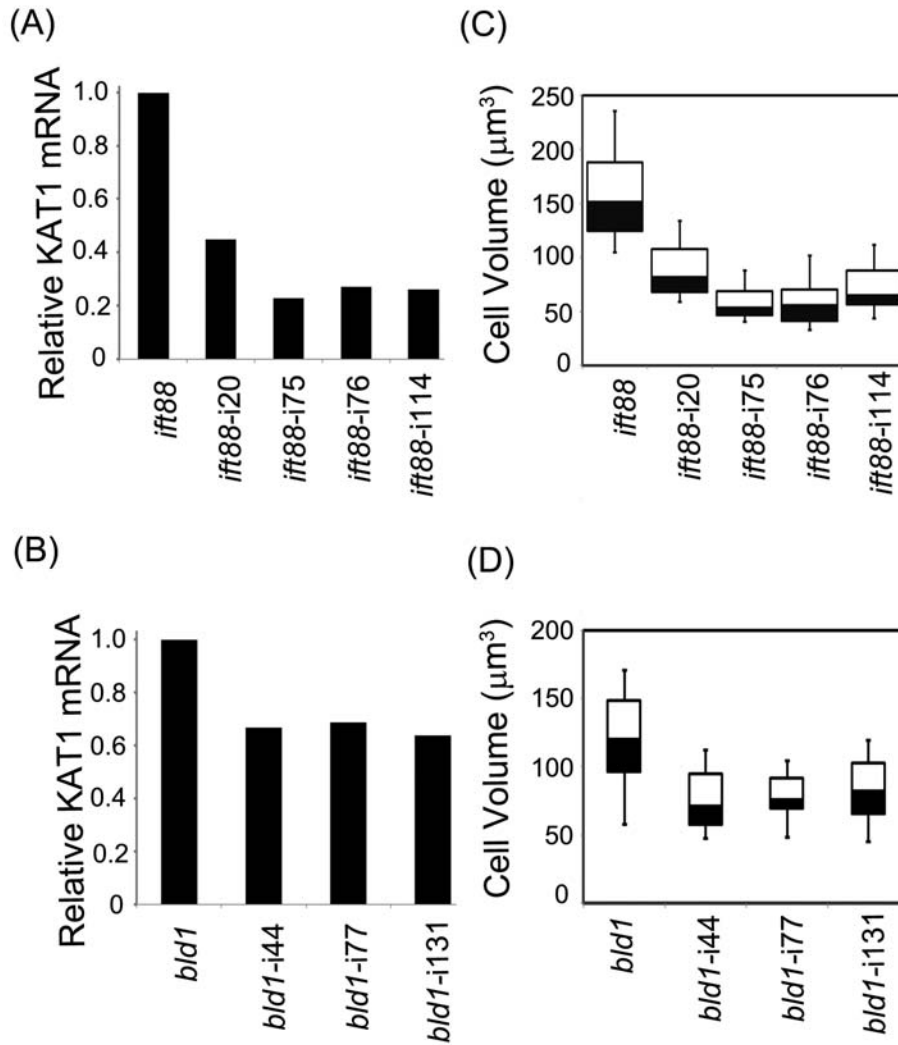 (A)
Relative KAT1 mRNA
1.0
0.8
0.6
0.4
0.2
0
ift88
ift88-i20
ift88-i75
ift88-i76
ift88-i114
(C)
Cell Volume (μm³)
250
200
150
100
50
0
ift88
ift88-i20
ift88-i75
ift88-i76
ift88-i114
(B)
Relative KAT1 mRNA
1.0
0.8
0.6
0.4
0.2
0
bld1
bld1-i44
bld1-i77
bld1-i131
(D)
Cell Volume (μm³)
200
150
100
50
0
bld1
bld1-i44
bld1-i77
bld1-i131